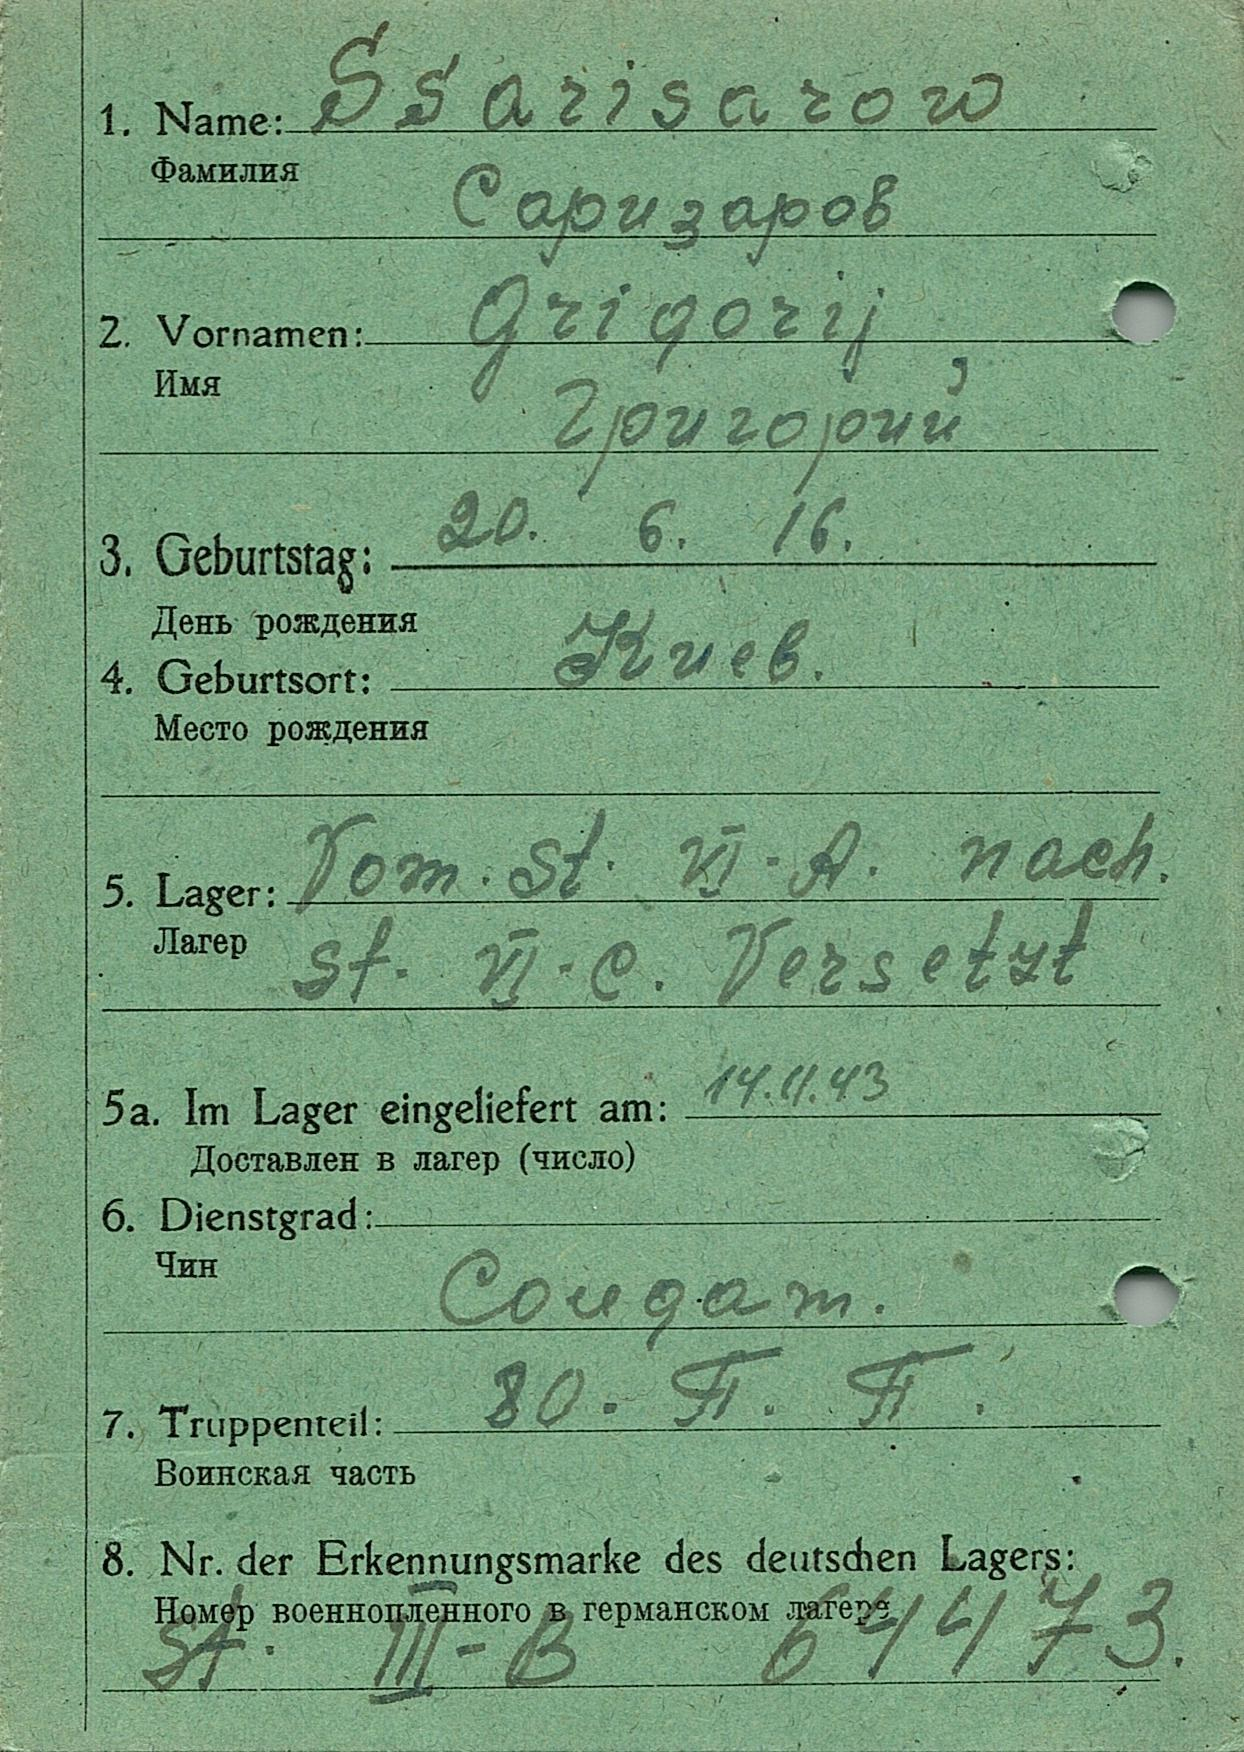 1. Name: Ssarisarow
Фамилия
Саризаров
2. Vornamen: Grigorij
Имя
Григорий
3. Geburtstag: 20. 6. 16.
День рождения
4. Geburtsort: Киев.
Место рождения
5. Lager: Vom. St. VI-A. nach.
Лагер
St. VI-C. Versetzt
5a. Im Lager eingeliefert am: 14.11.43
Доставлен в лагер (число)
6. Dienstgrad:
Чин
Солдат.
7. Truppenteil: 80. П. П.
Воинская часть
8. Nr. der Erkennungsmarke des deutschen Lagers:
Номер военнопленного в германском лагере
St. III-B